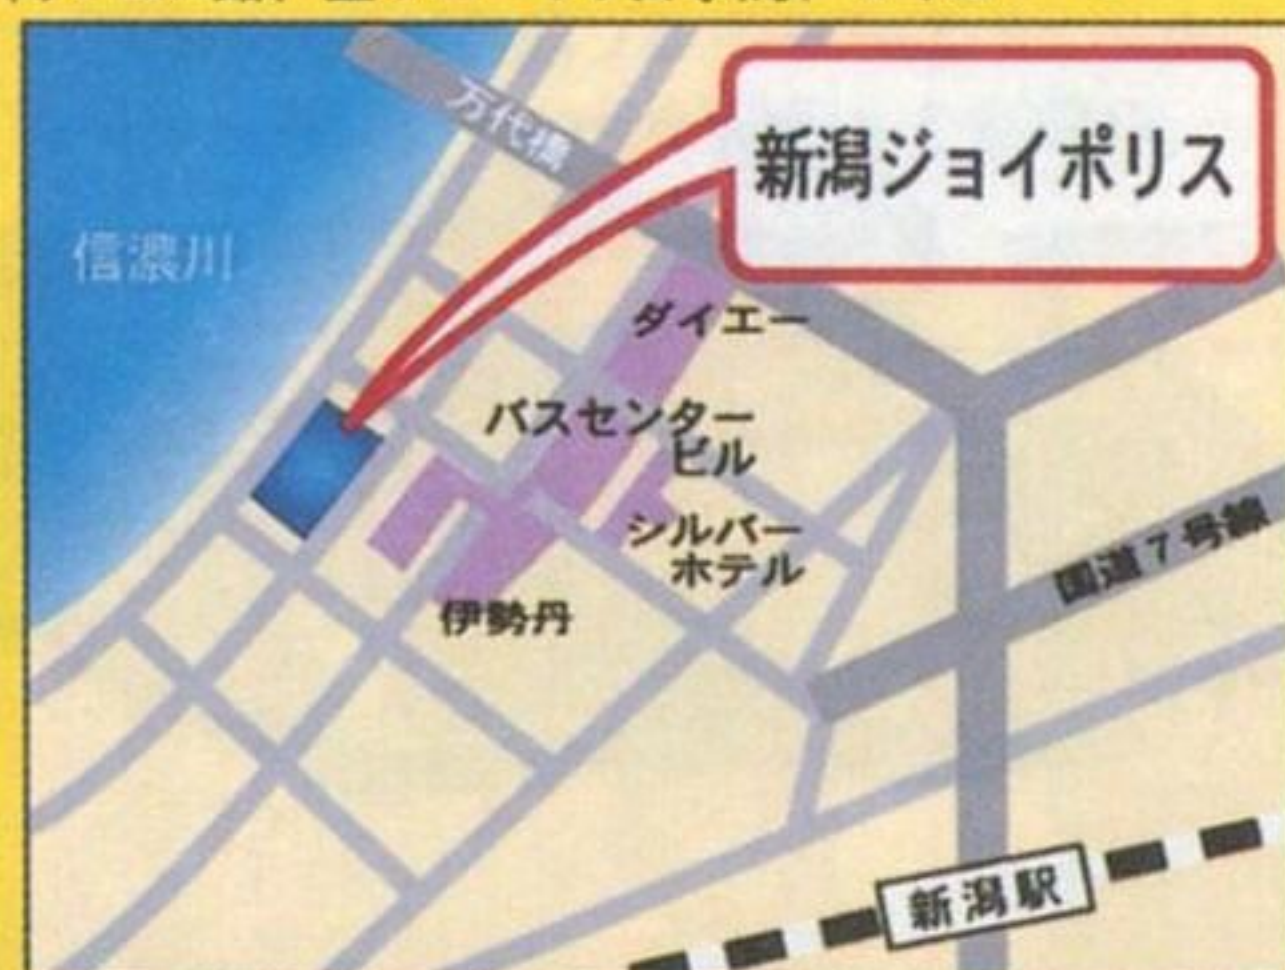 万代橋
新潟ジョイポリス
信濃川
ダイエー
バスセンター
ビル
シルバー
ホテル
伊勢丹
国道7号線
新潟駅